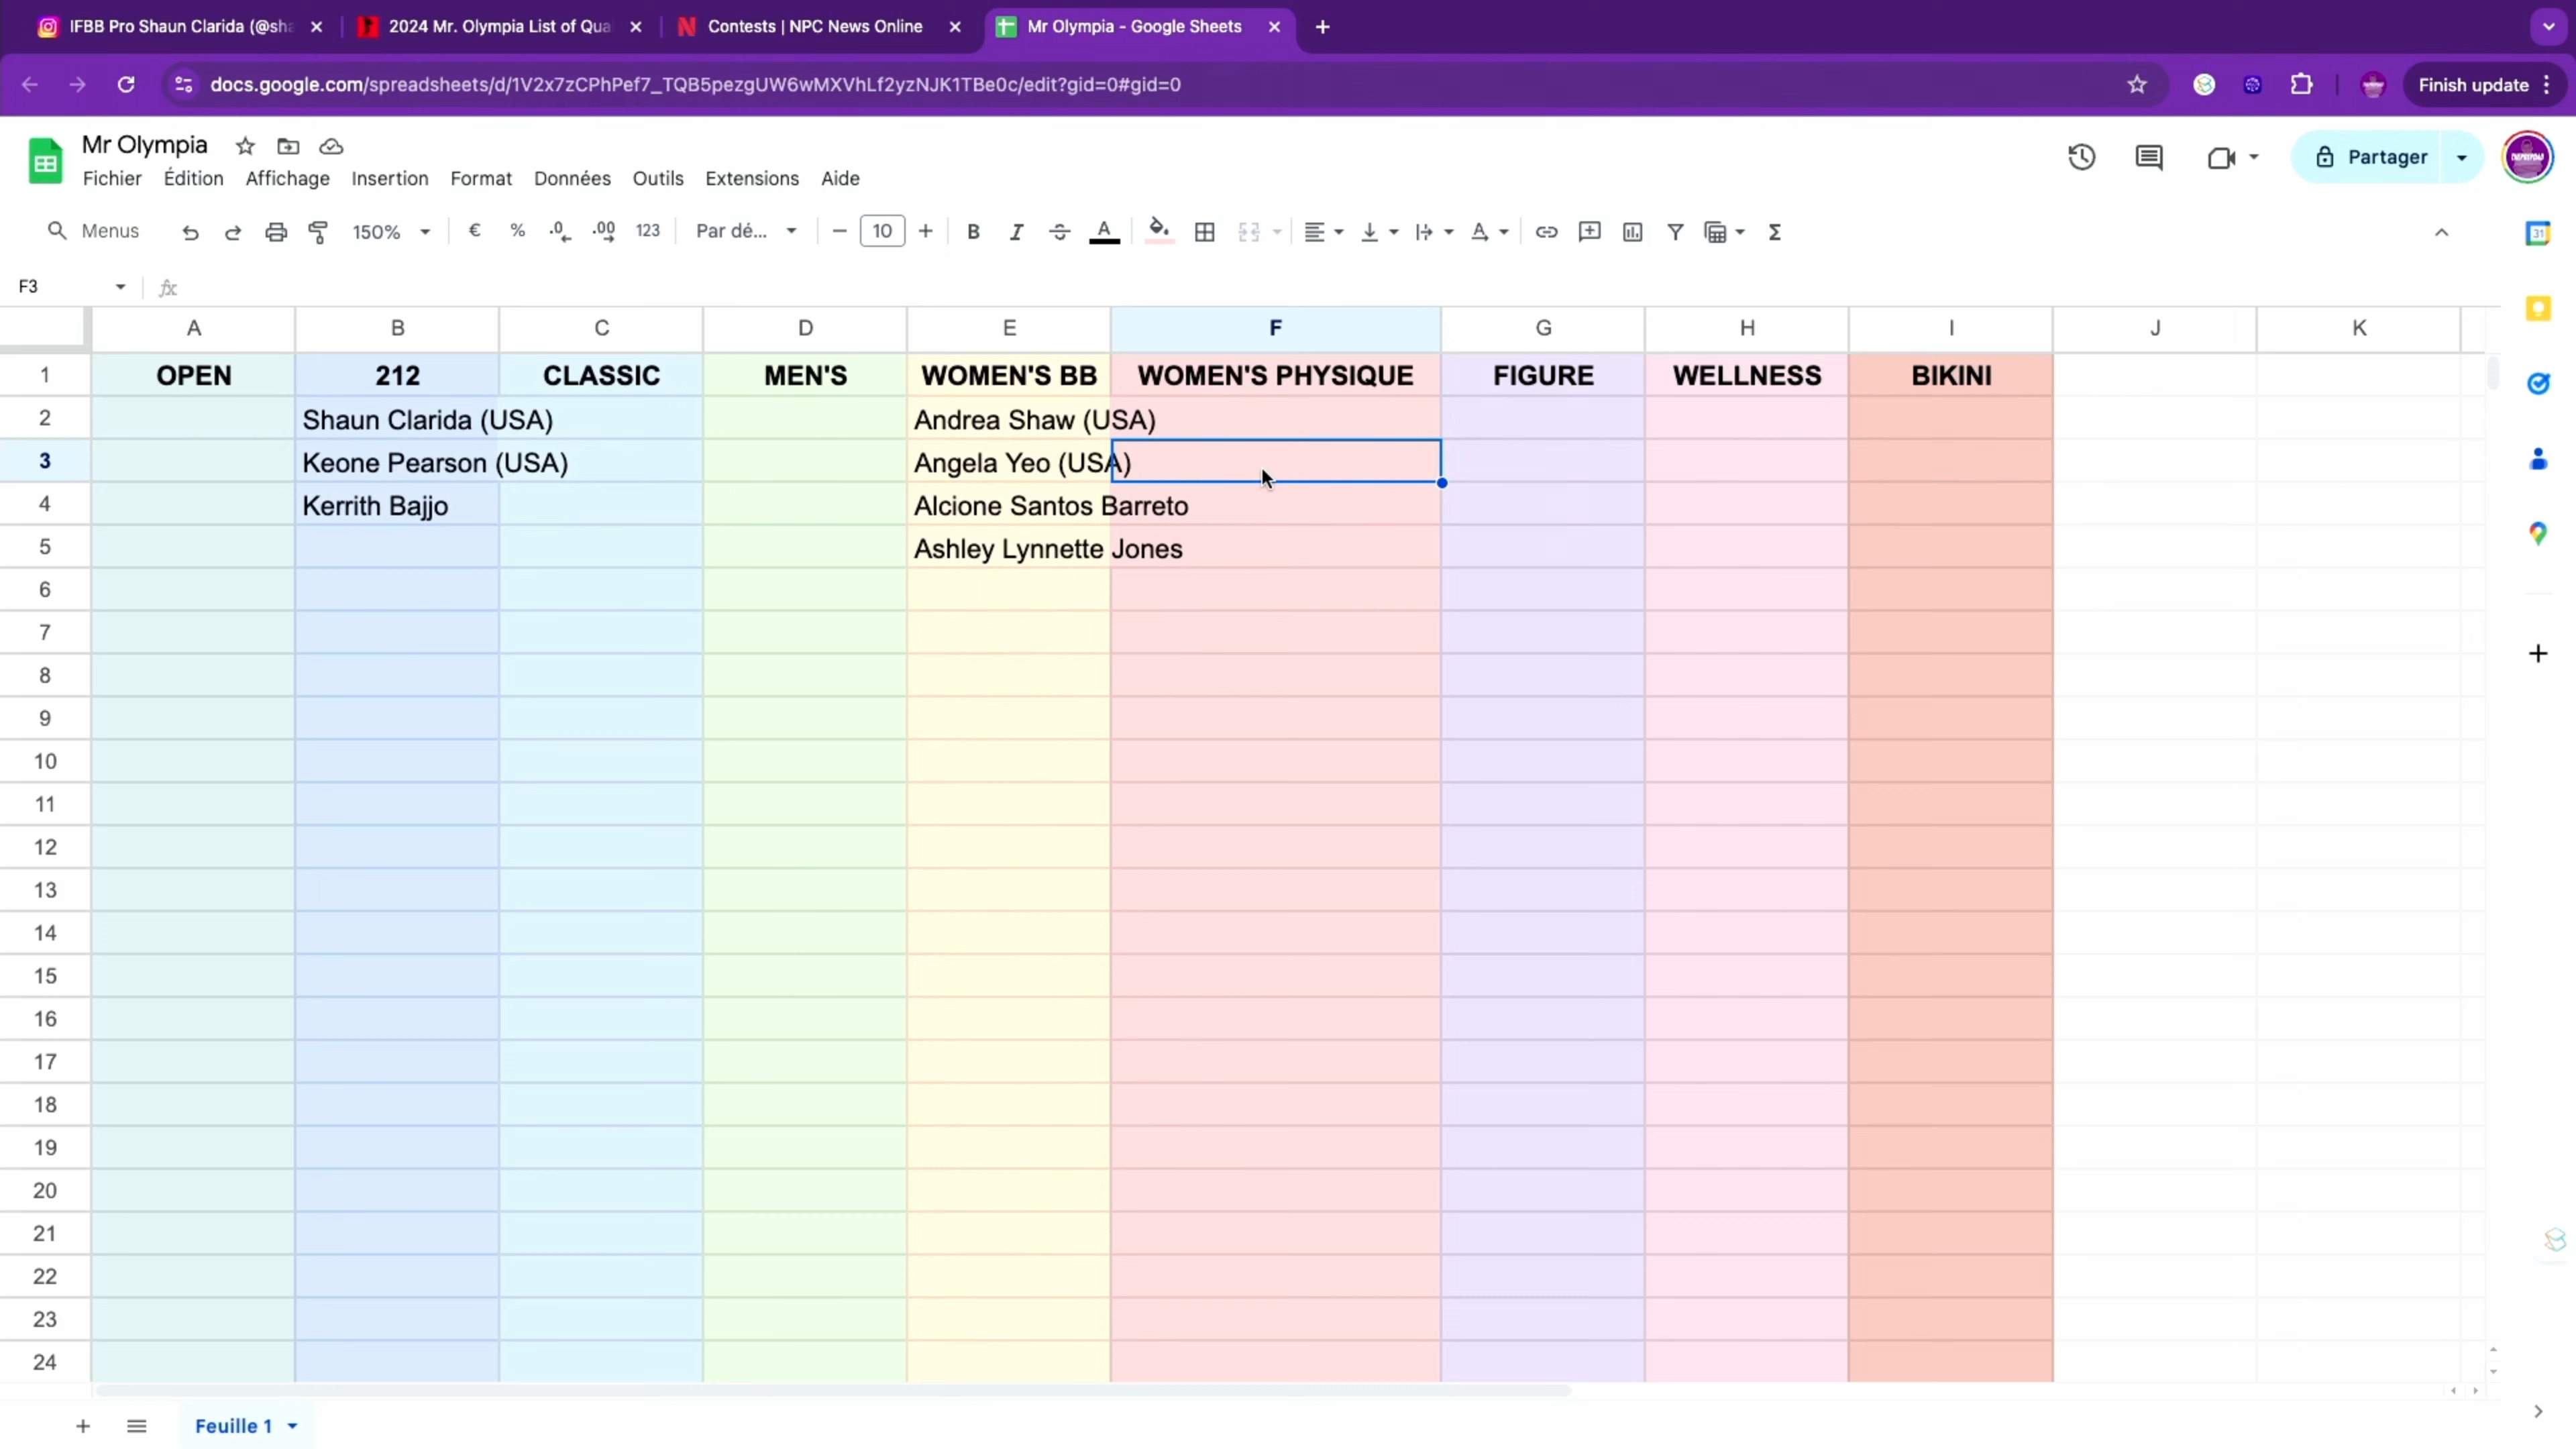 IFBB Pro Shaun Clarida (@sha
2024 Mr. Olympia List of Qua
Contests | NPC News Online
Mr Olympia - Google Sheets
docs.google.com/spreadsheets/d/1V2x7zCPhPef7_TQB5pezgUW6wMXVhLf2yzNJK1TBe0c/edit?gid=0#gid=0
Finish update
Mr Olympia
Fichier Édition Affichage Insertion Format Données Outils Extensions Aide
Partager
Menus 150% € % .0 .00 123 Par dé... 10 B I A A Σ
31
F3 fx
A B C D E F G H I J K
1 OPEN 212 CLASSIC MEN'S WOMEN'S BB WOMEN'S PHYSIQUE FIGURE WELLNESS BIKINI
2 Shaun Clarida (USA) Andrea Shaw (USA)
3 Keone Pearson (USA) Angela Yeo (USA)
4 Kerrith Bajjo Alcione Santos Barreto
5 Ashley Lynnette Jones
6
7
8
9
10
11
12
13
14
15
16
17
18
19
20
21
22
23
24
Feuille 1